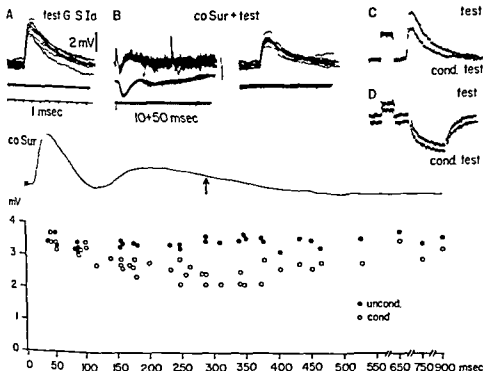 A test G S Ia B co Sur + test C test
2 mV
cond. test
1 msec 10+50 msec
D test
cond. test
co Sur
mV
4
3
2
1
0
uncond.
cond
0 50 100 150 200 250 300 350 400 450 500 550 650 750 900 msec